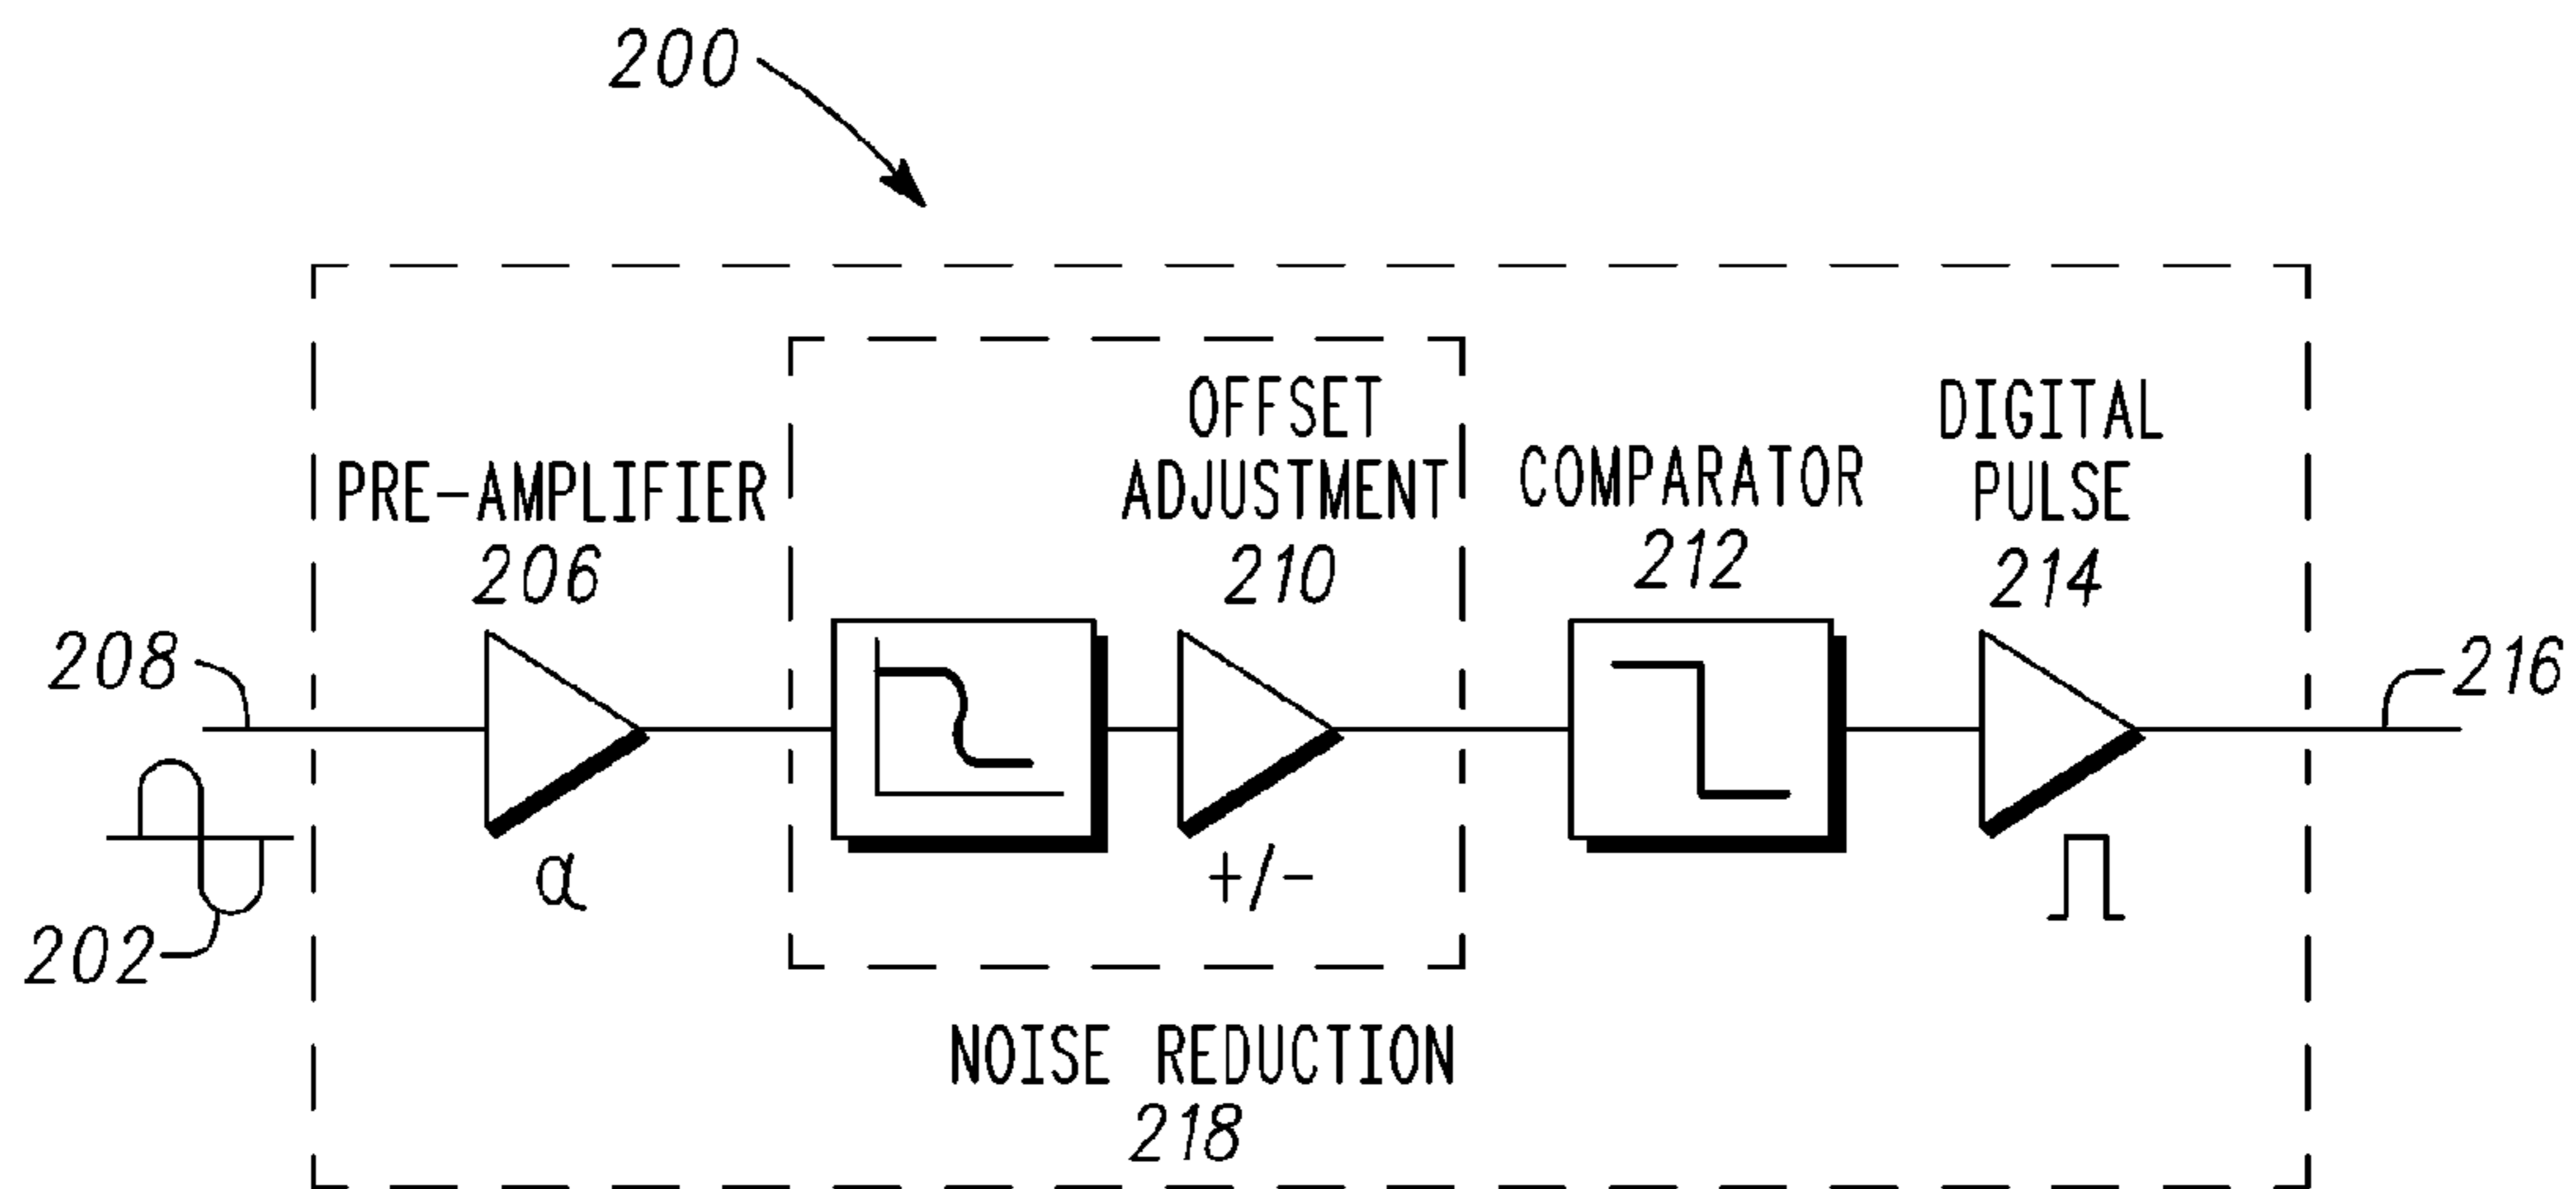 200
OFFSET
ADJUSTMENT
210
DIGITAL
PULSE
214
PRE-AMPLIFIER
206
COMPARATOR
212
208
216
202
α
+/-
NOISE REDUCTION
218